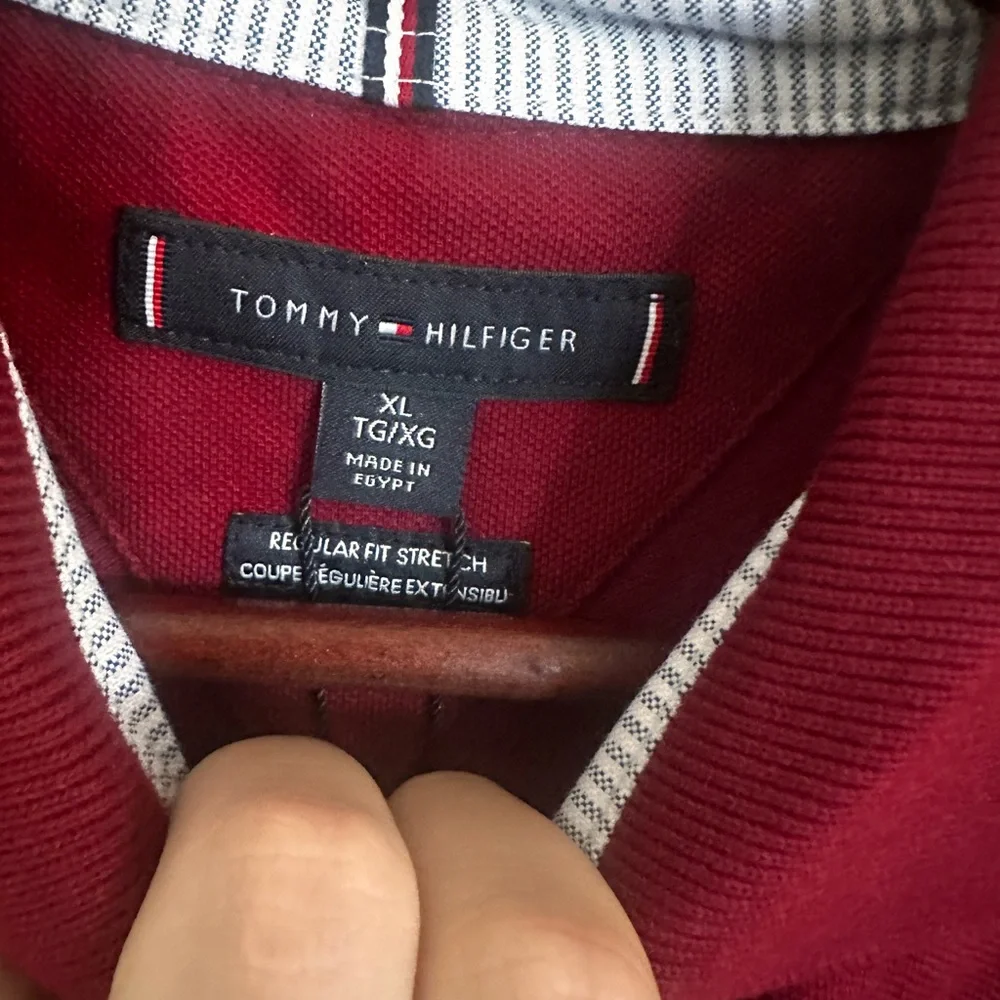 TOMMY HILFIGER
XL
TG/XG
MADE IN
EGYPT
REGULAR FIT STRETCH
COUPE RÉGULIÈRE EXTENSIBLE